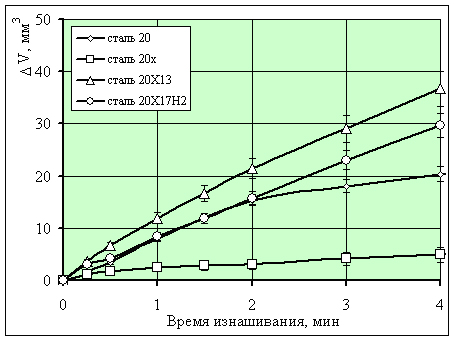 50
40
30
20
10
0
Δ V, мм³
сталь 20
сталь 20х
сталь 20Х13
сталь 20Х17Н2
0 1 2 3 4
Время изнашивания, мин